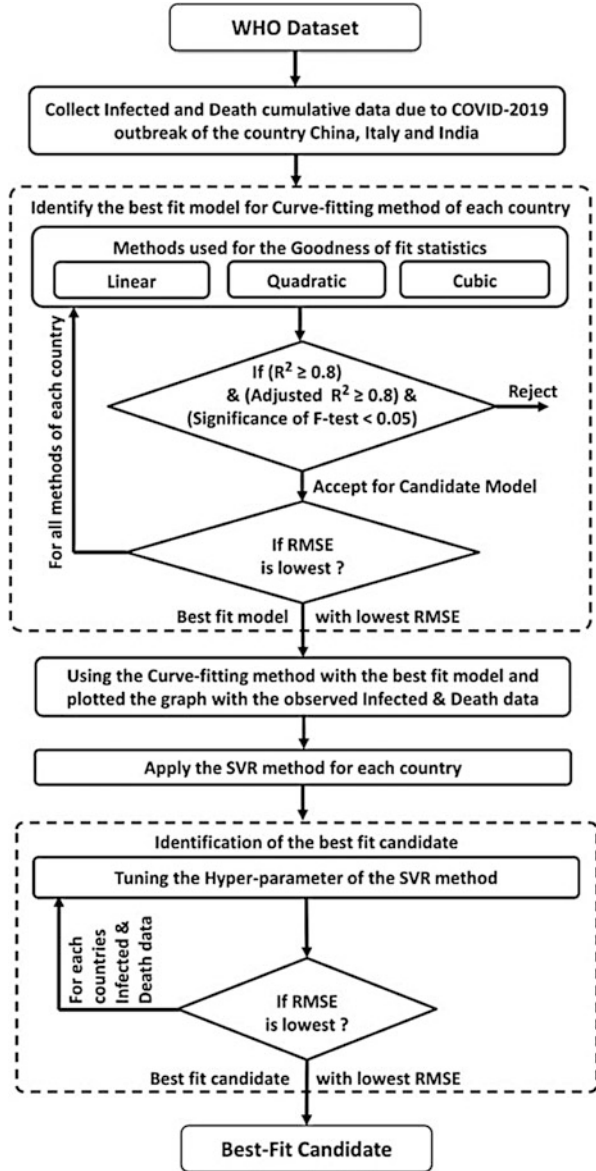 WHO Dataset
Collect Infected and Death cumulative data due to COVID-2019
outbreak of the country China, Italy and India
Identify the best fit model for Curve-fitting method of each country
Methods used for the Goodness of fit statistics
Linear
Quadratic
Cubic
For all methods of each country
If (R² ≥ 0.8)
& (Adjusted R² ≥ 0.8) &
(Significance of F-test < 0.05)
Reject
Accept for Candidate Model
If RMSE
is lowest ?
Best fit model with lowest RMSE
Using the Curve-fitting method with the best fit model and
plotted the graph with the observed Infected & Death data
Apply the SVR method for each country
Identification of the best fit candidate
Tuning the Hyper-parameter of the SVR method
For each
countries
Infected &
Death data
If RMSE
is lowest ?
Best fit candidate with lowest RMSE
Best-Fit Candidate